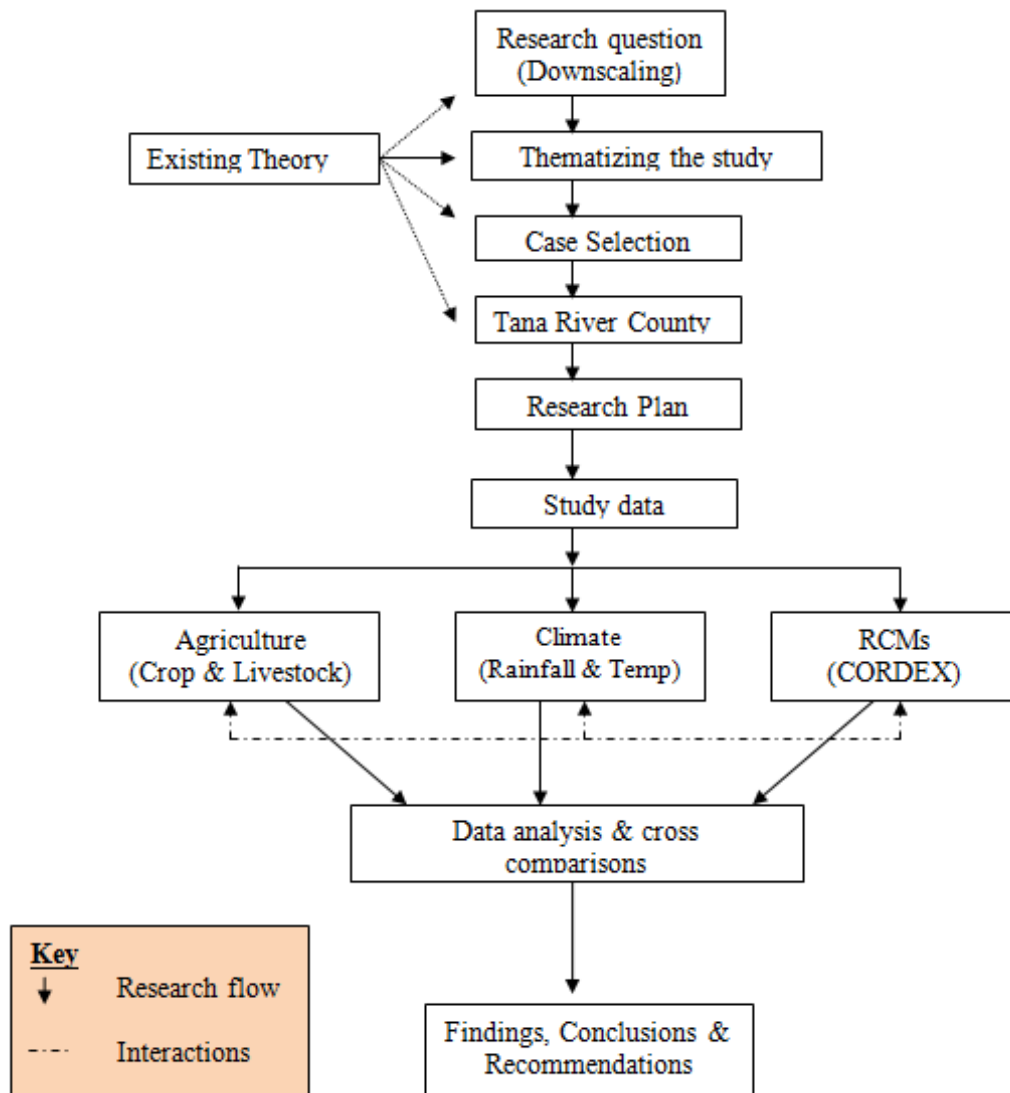 Research question
(Downscaling)
Existing Theory
Thematizing the study
Case Selection
Tana River County
Research Plan
Study data
Agriculture
(Crop & Livestock)
Climate
(Rainfall & Temp)
RCMs
(CORDEX)
Data analysis & cross
comparisons
Key
Research flow
Interactions
Findings, Conclusions &
Recommendations